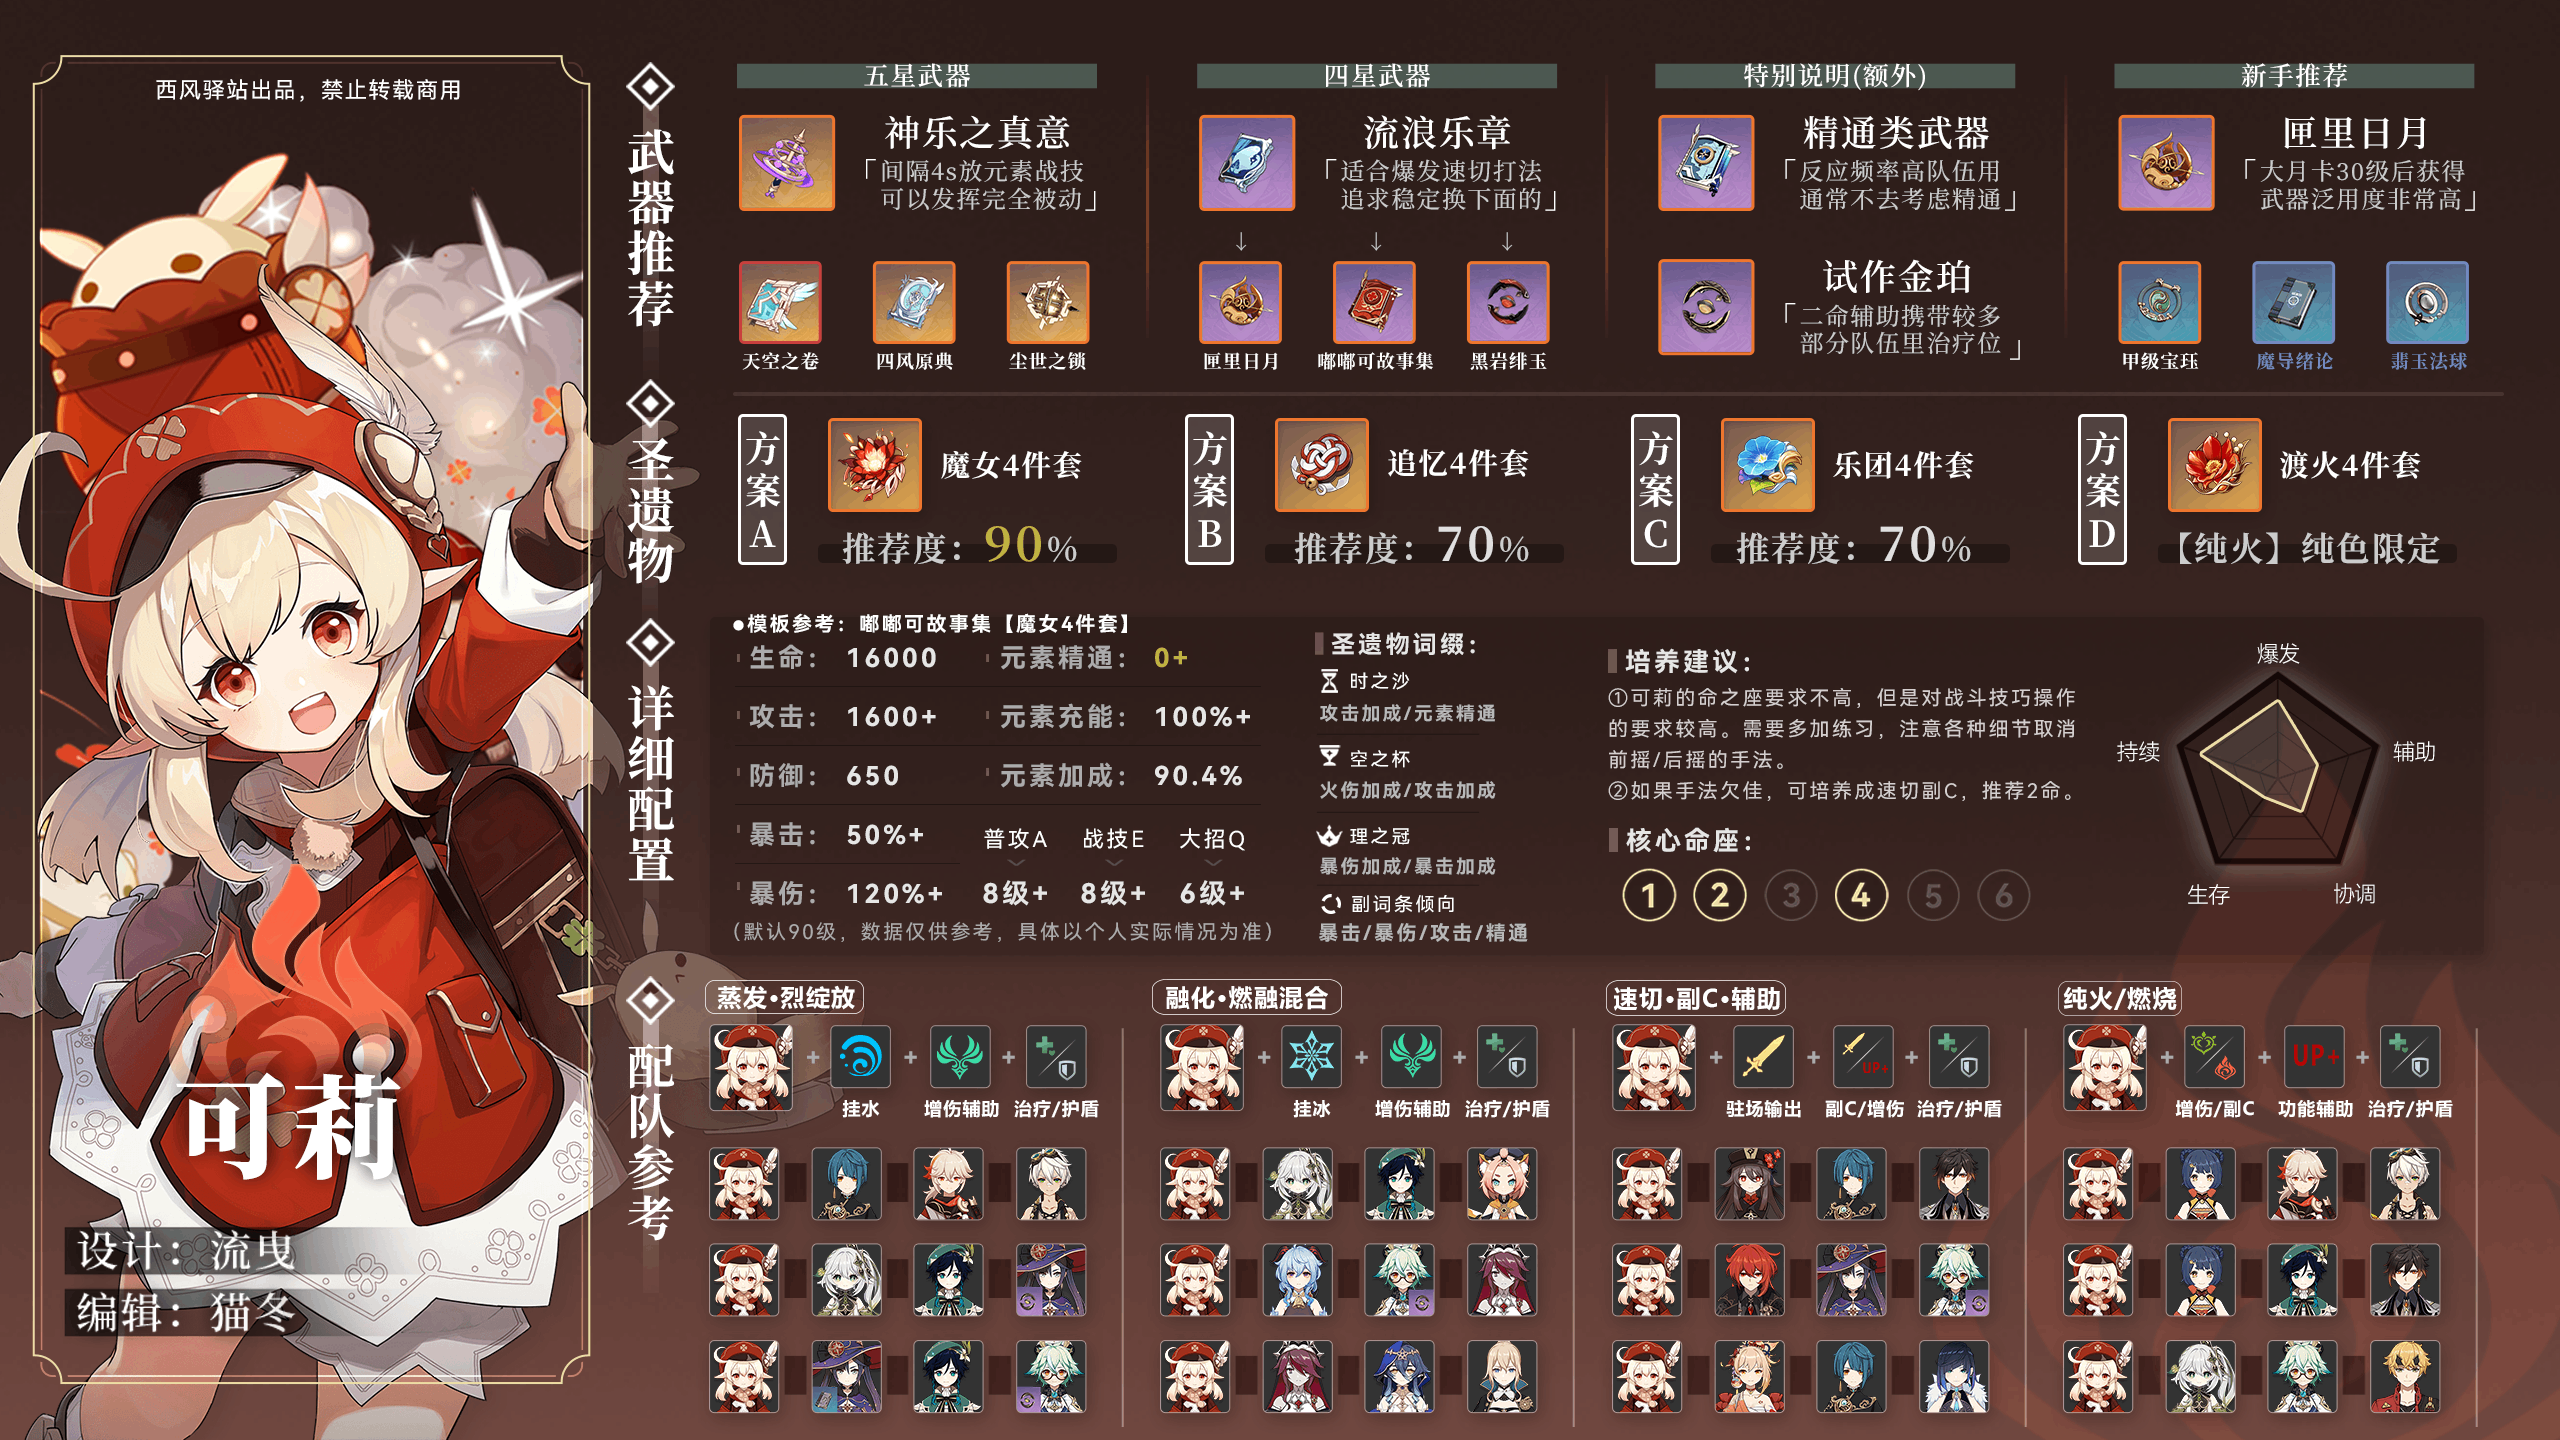 西风驿站出品，禁止转载商用
可莉
设计：流曳
编辑：猫冬
武器推荐
五星武器
神乐之真意
「间隔4s放元素战技
可以发挥完全被动」
天空之卷
四风原典
尘世之锁
四星武器
流浪乐章
「适合爆发速切打法
追求稳定换下面的」
↓ ↓ ↓
匣里日月
嘟嘟可故事集
黑岩绯玉
特别说明(额外)
精通类武器
「反应频率高队伍用
通常不去考虑精通」
试作金珀
「二命辅助携带较多
部分队伍里治疗位」
新手推荐
匣里日月
「大月卡30级后获得
武器泛用度非常高」
甲级宝珏
魔导绪论
翡玉法球
圣遗物
方案A
魔女4件套
推荐度：90%
方案B
追忆4件套
推荐度：70%
方案C
乐团4件套
推荐度：70%
方案D
渡火4件套
【纯火】纯色限定
详细配置
●模板参考：嘟嘟可故事集【魔女4件套】
生命：16000 元素精通：0+
攻击：1600+ 元素充能：100%+
防御：650 元素加成：90.4%
暴击：50%+ 普攻A 战技E 大招Q
暴伤：120%+ 8级+ 8级+ 6级+
(默认90级，数据仅供参考，具体以个人实际情况为准)
圣遗物词缀：
时之沙
攻击加成/元素精通
空之杯
火伤加成/攻击加成
理之冠
暴伤加成/暴击加成
副词条倾向
暴击/暴伤/攻击/精通
培养建议：
①可莉的命之座要求不高，但是对战斗技巧操作
的要求较高。需要多加练习，注意各种细节取消
前摇/后摇的手法。
②如果手法欠佳，可培养成速切副C，推荐2命。
核心命座：
1 2 3 4 5 6
爆发
持续
辅助
生存
协调
配队参考
蒸发•烈绽放
+ + +
挂水 增伤辅助 治疗/护盾
融化•燃融混合
+ + +
挂冰 增伤辅助 治疗/护盾
速切•副C•辅助
+ + UP+ +
驻场输出 副C/增伤 治疗/护盾
纯火/燃烧
+ + UP+ +
增伤/副C 功能辅助 治疗/护盾